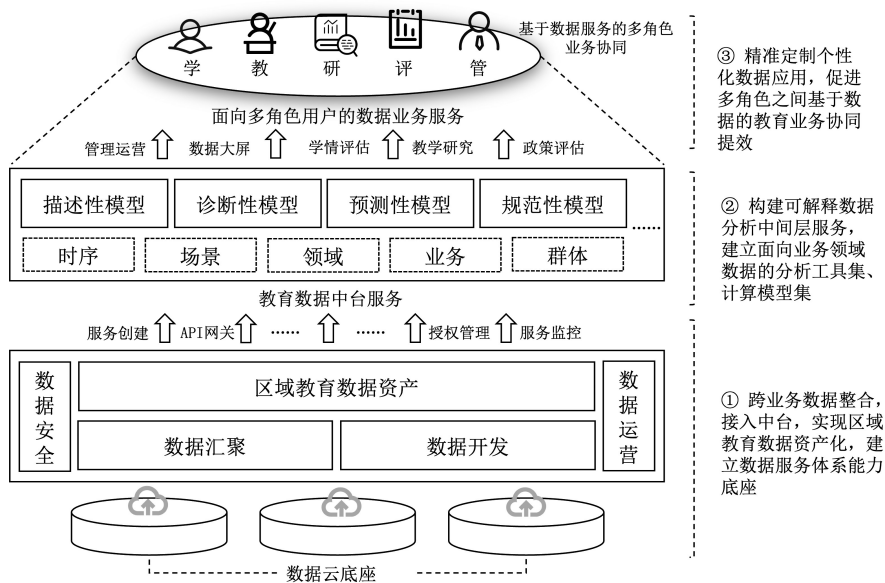 基于数据服务的多角色
业务协同
学 教 研 评 管
面向多角色用户的数据业务服务
管理运营 数据大屏 学情评估 教学研究 政策评估
③ 精准定制个性
化数据应用，促进
多角色之间基于数
据的教育业务协同
提效
描述性模型 诊断性模型 预测性模型 规范性模型 ……
时序 场景 领域 业务 群体
② 构建可解释数据
分析中间层服务，
建立面向业务领域
数据的分析工具集、
计算模型集
教育数据中台服务
服务创建 API网关 …… …… 授权管理 服务监控
数据安全
区域教育数据资产
数据汇聚 数据开发
数据运营
① 跨业务数据整合，
接入中台，实现区域
教育数据资产化，建
立数据服务体系能力
底座
数据云底座